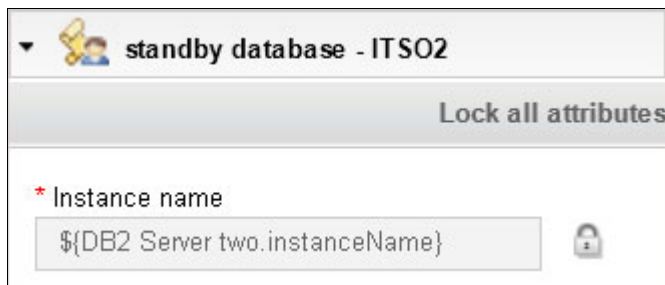 standby database - ITSO2
Lock all attributes
* Instance name
${DB2 Server two.instanceName}